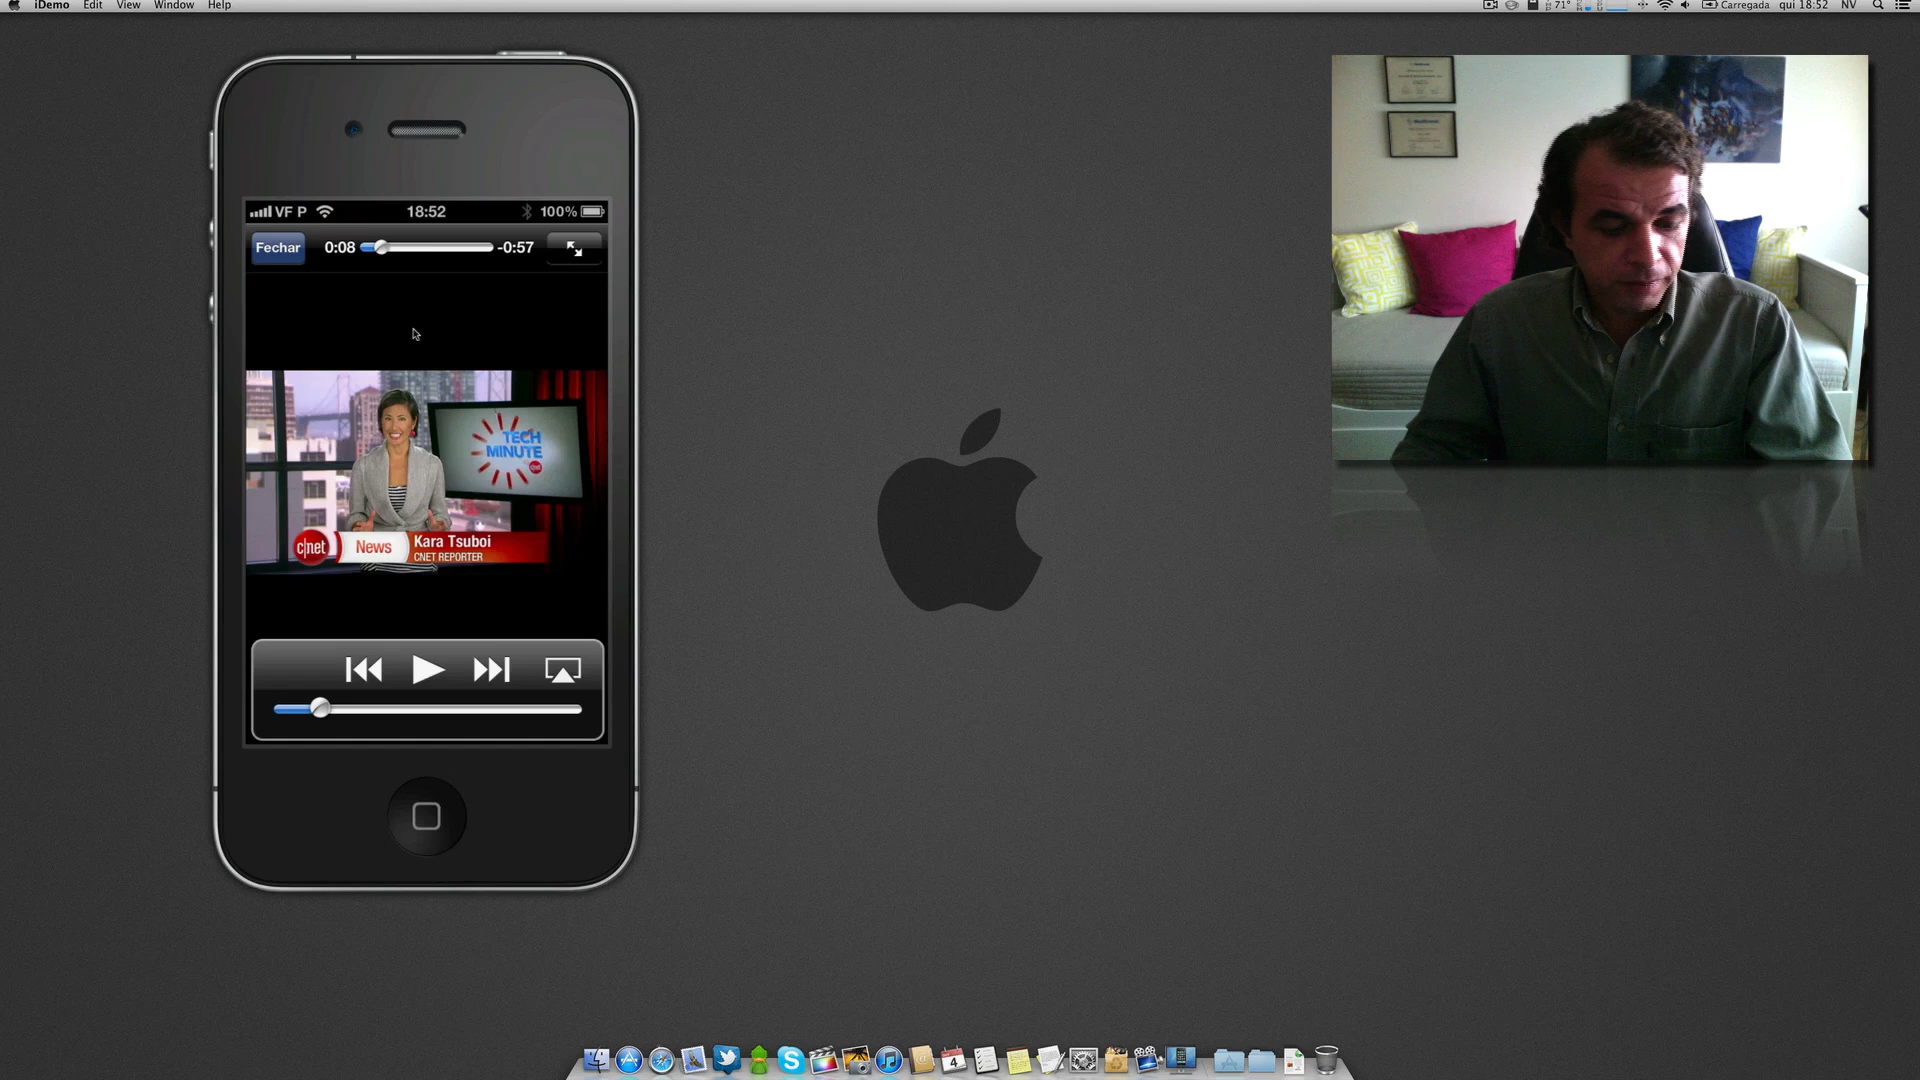 iDemo Edit View Window Help
71° Carregada qui 18:52 NV
VF P 18:52 100%
Fechar 0:08 -0:57
TECH
MINUTE
c|net News Kara Tsuboi
CNET REPORTER
4